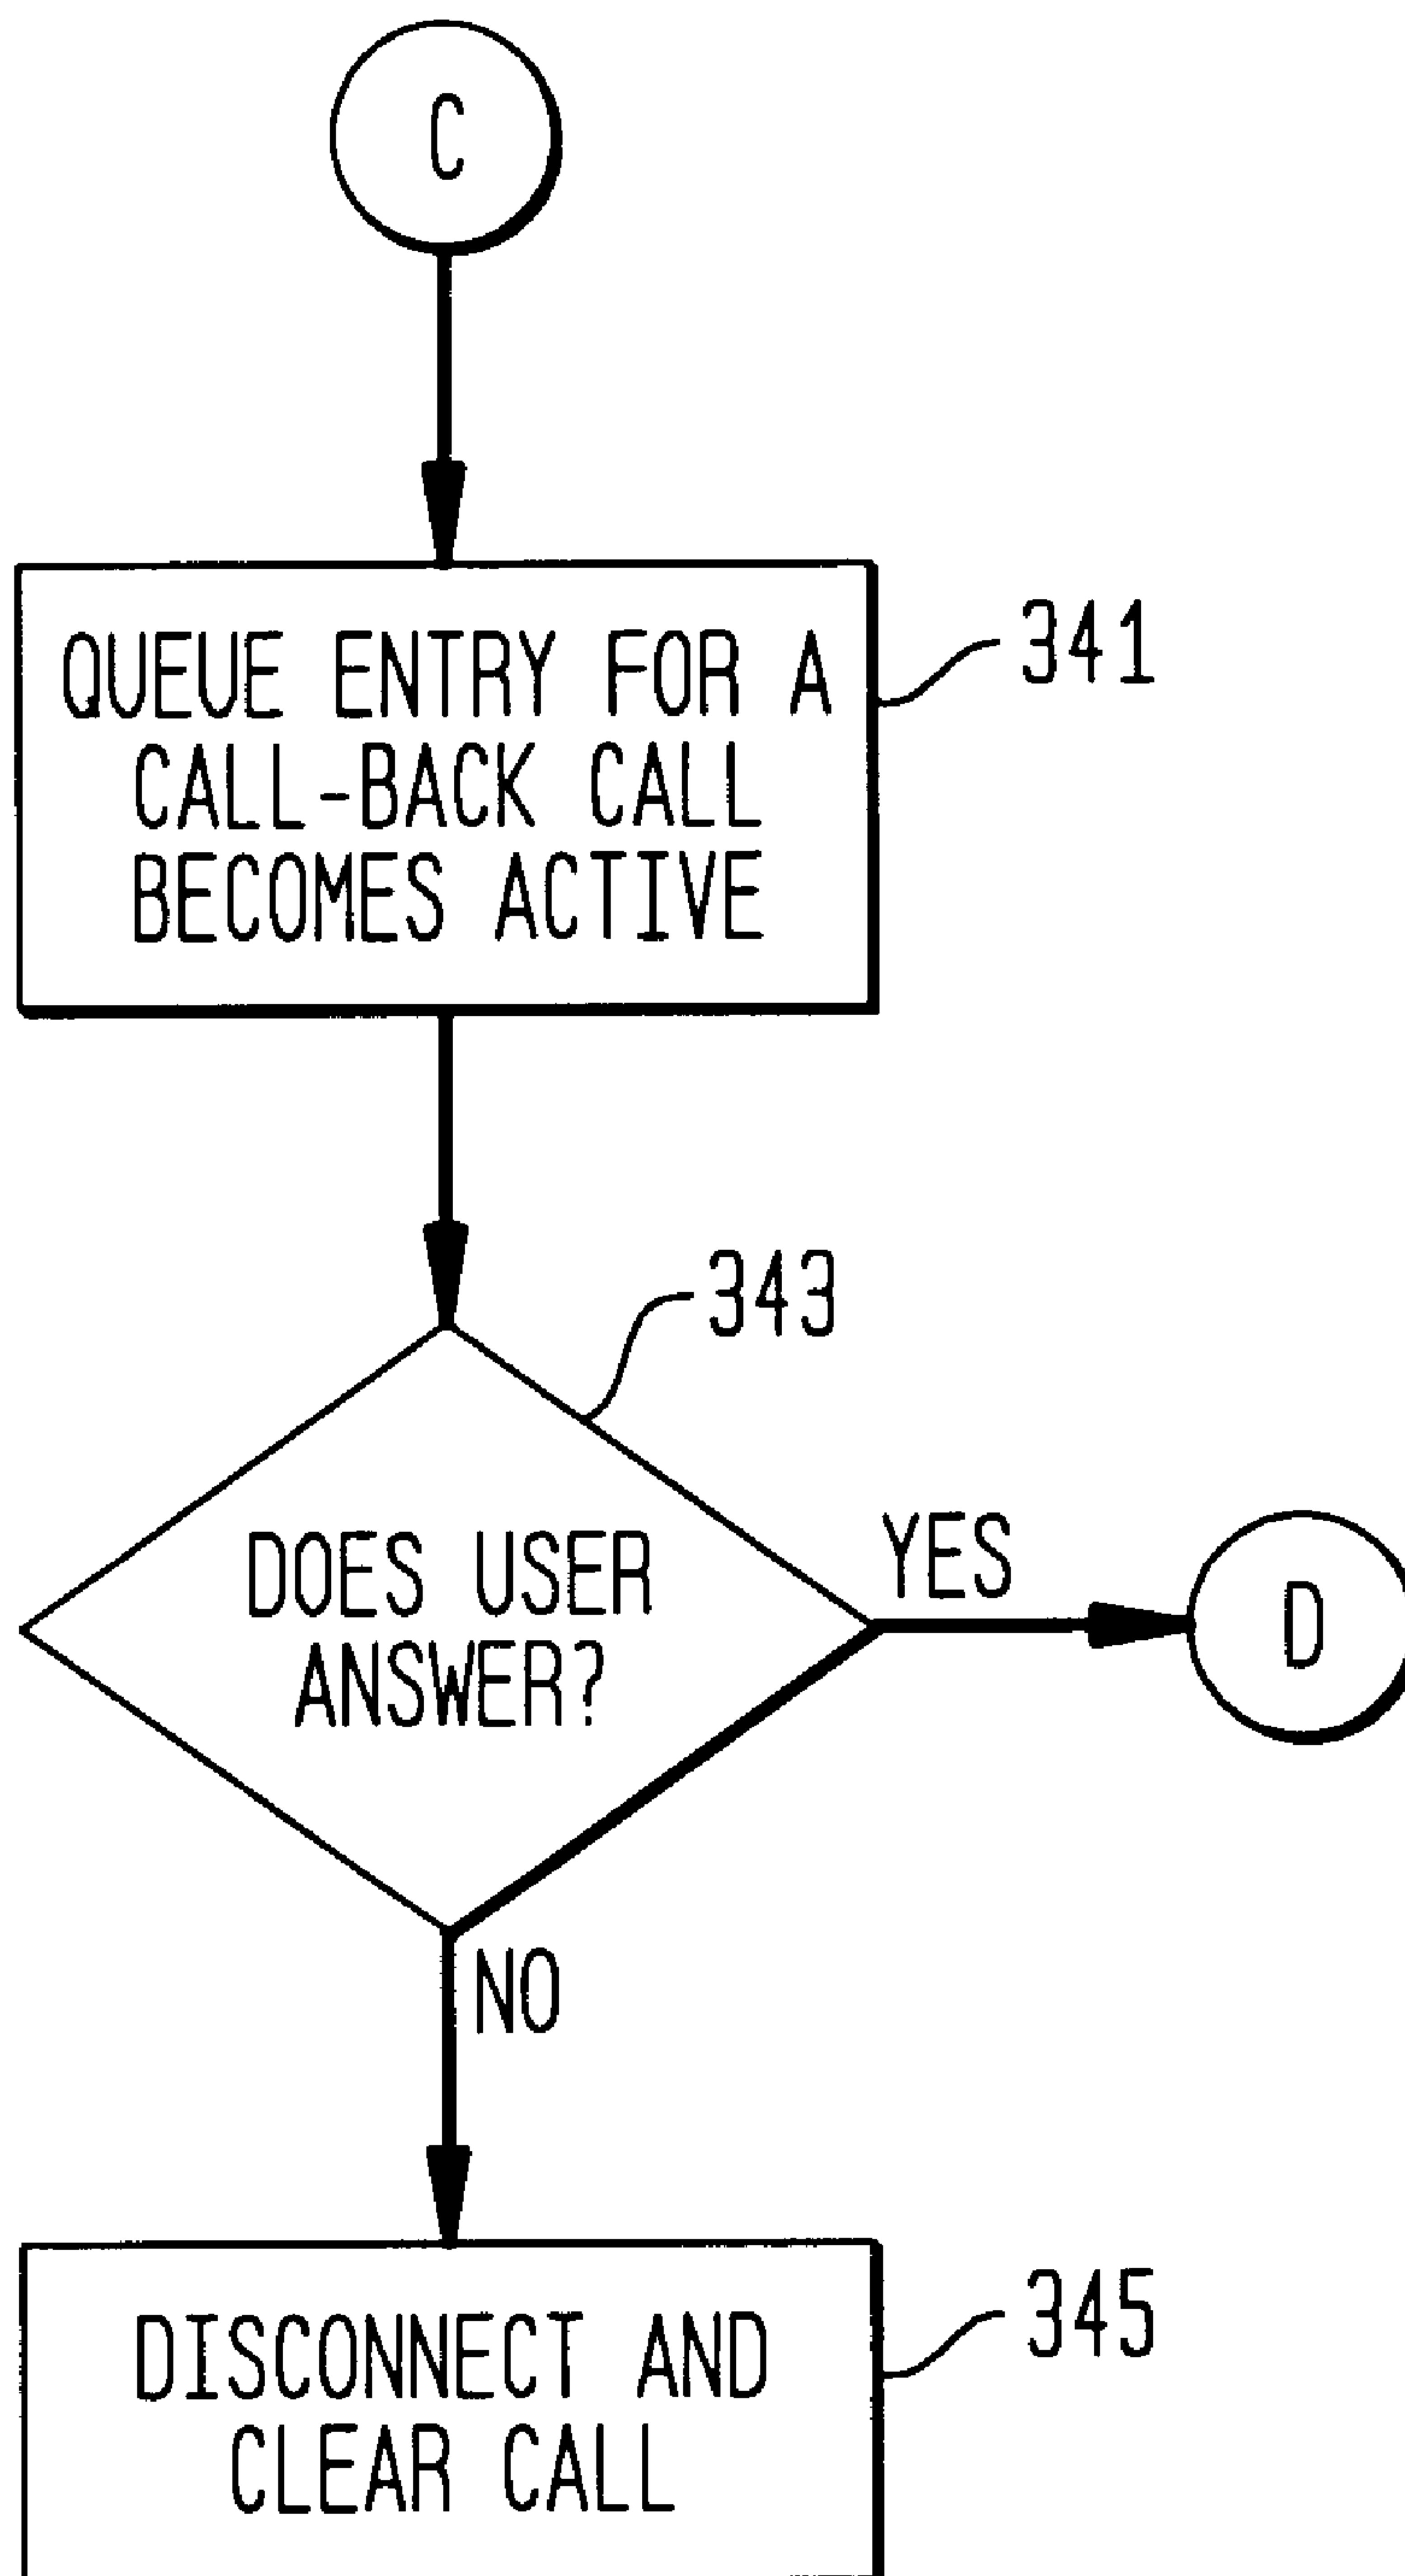 C
QUEUE ENTRY FOR A
CALL-BACK CALL
BECOMES ACTIVE
341
343
DOES USER
ANSWER?
YES
D
NO
DISCONNECT AND
CLEAR CALL
345